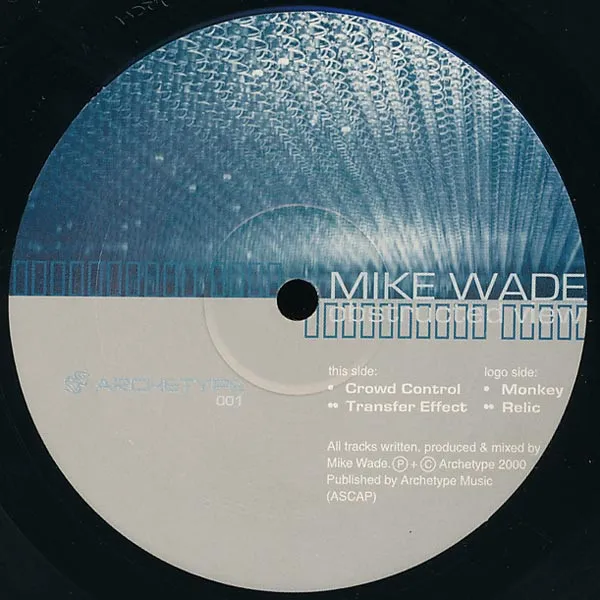 MIKE WADE
obstructed view
ARCHETYPE
001
this side:
• Crowd Control
•• Transfer Effect
logo side:
• Monkey
•• Relic
All tracks written, produced & mixed by
Mike Wade. Ⓟ + © Archetype 2000
Published by Archetype Music
(ASCAP)